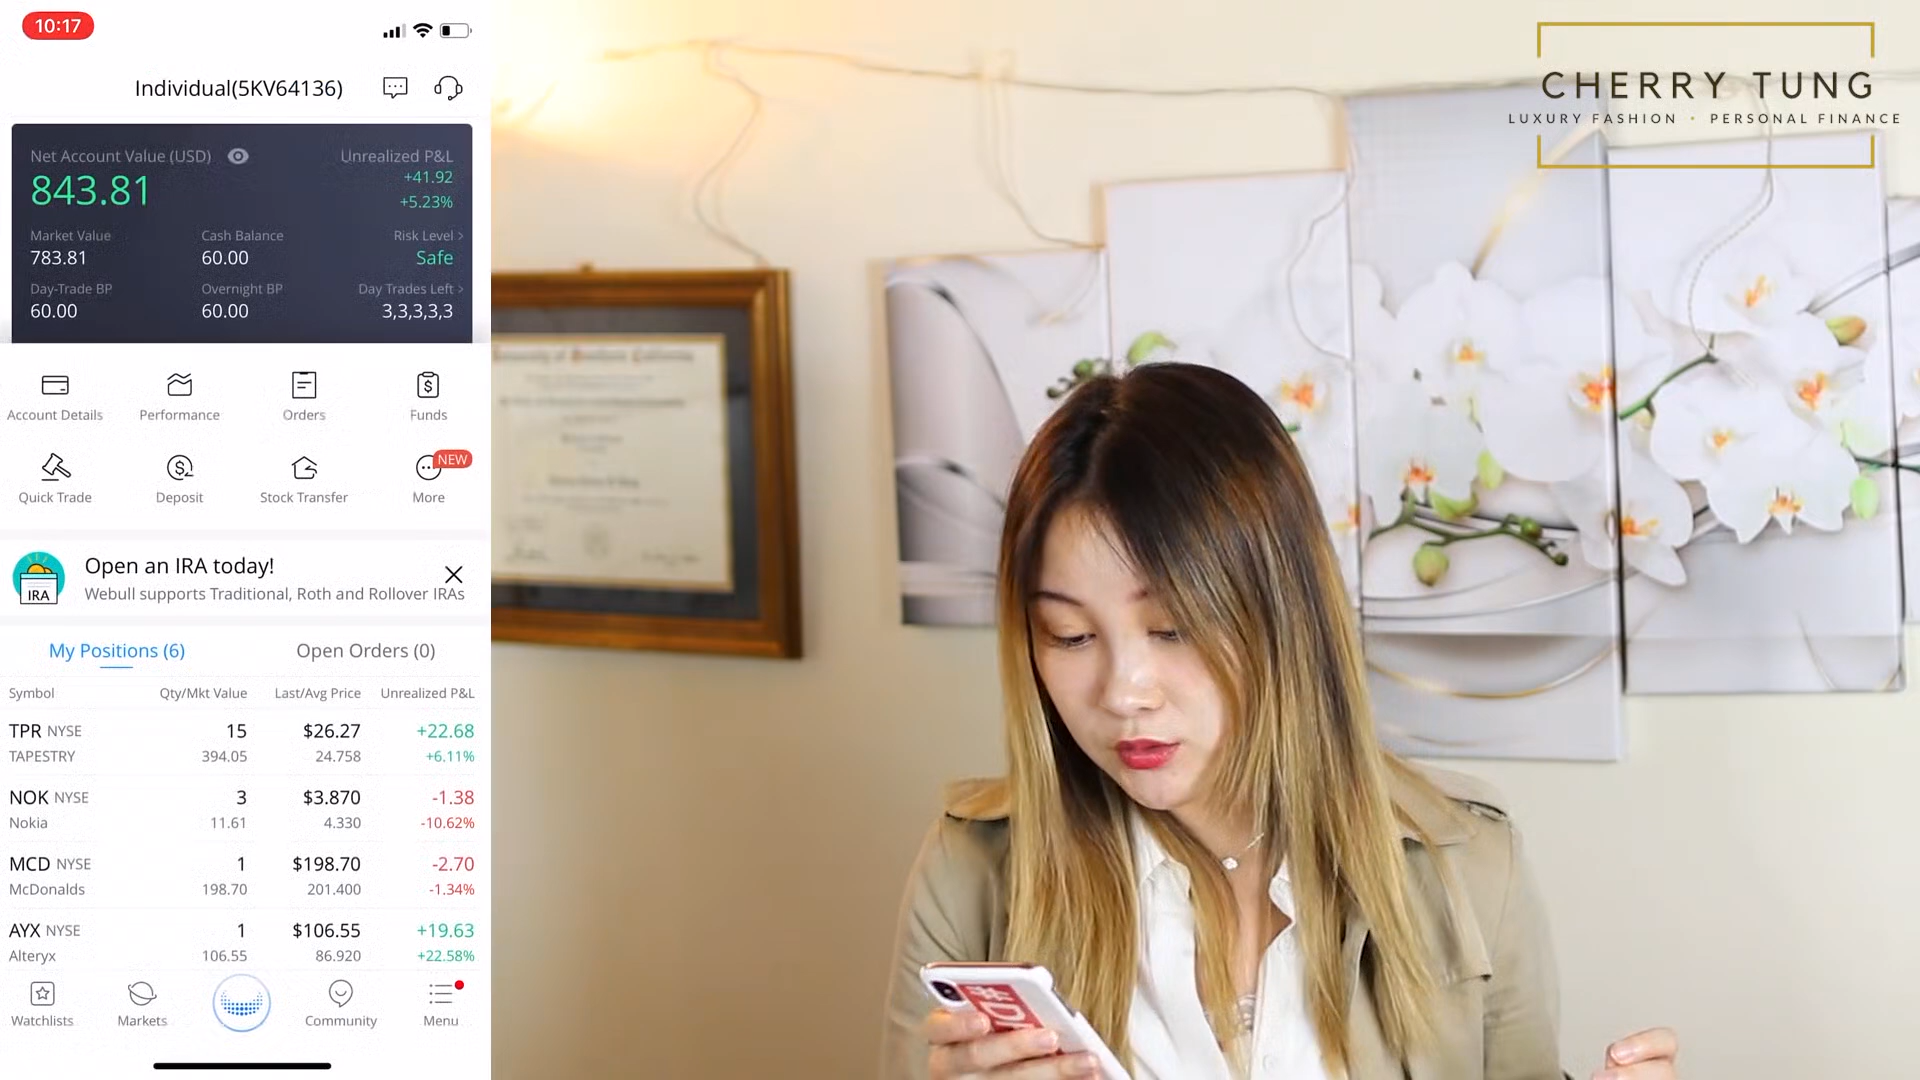 10:17
Individual(5KV64136)
Net Account Value (USD)
Unrealized P&L
843.81
+41.92
+5.23%
Market Value
Cash Balance
Risk Level >
783.81
60.00
Safe
Day-Trade BP
Overnight BP
Day Trades Left >
60.00
60.00
3,3,3,3,3
Account Details
Performance
Orders
Funds
NEW
Quick Trade
Deposit
Stock Transfer
More
IRA
Open an IRA today!
Webull supports Traditional, Roth and Rollover IRAs
My Positions (6)
Open Orders (0)
Symbol Qty/Mkt Value Last/Avg Price Unrealized P&L
TPR NYSE 15 $26.27 +22.68
TAPESTRY 394.05 24.758 +6.11%
NOK NYSE 3 $3.870 -1.38
Nokia 11.61 4.330 -10.62%
MCD NYSE 1 $198.70 -2.70
McDonalds 198.70 201.400 -1.34%
AYX NYSE 1 $106.55 +19.63
Alteryx 106.55 86.920 +22.58%
Watchlists
Markets
Community
Menu
CHERRY TUNG
LUXURY FASHION • PERSONAL FINANCE
University of Southern California